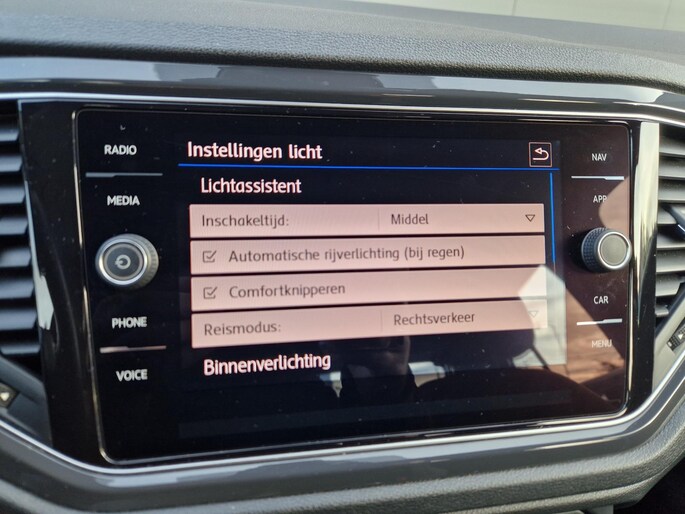 RADIO
MEDIA
PHONE
VOICE
Instellingen licht
Lichtassistent
Inschakeltijd: Middel
Automatische rijverlichting (bij regen)
Comfortknipperen
Reismodus: Rechtsverkeer
Binnenverlichting
NAV
APP
CAR
MENU